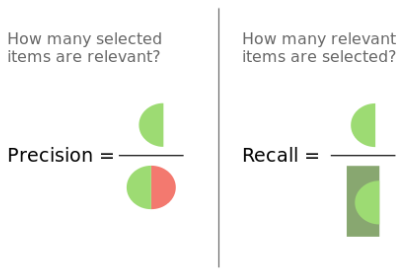 How many selected
items are relevant?
Precision =
How many relevant
items are selected?
Recall =